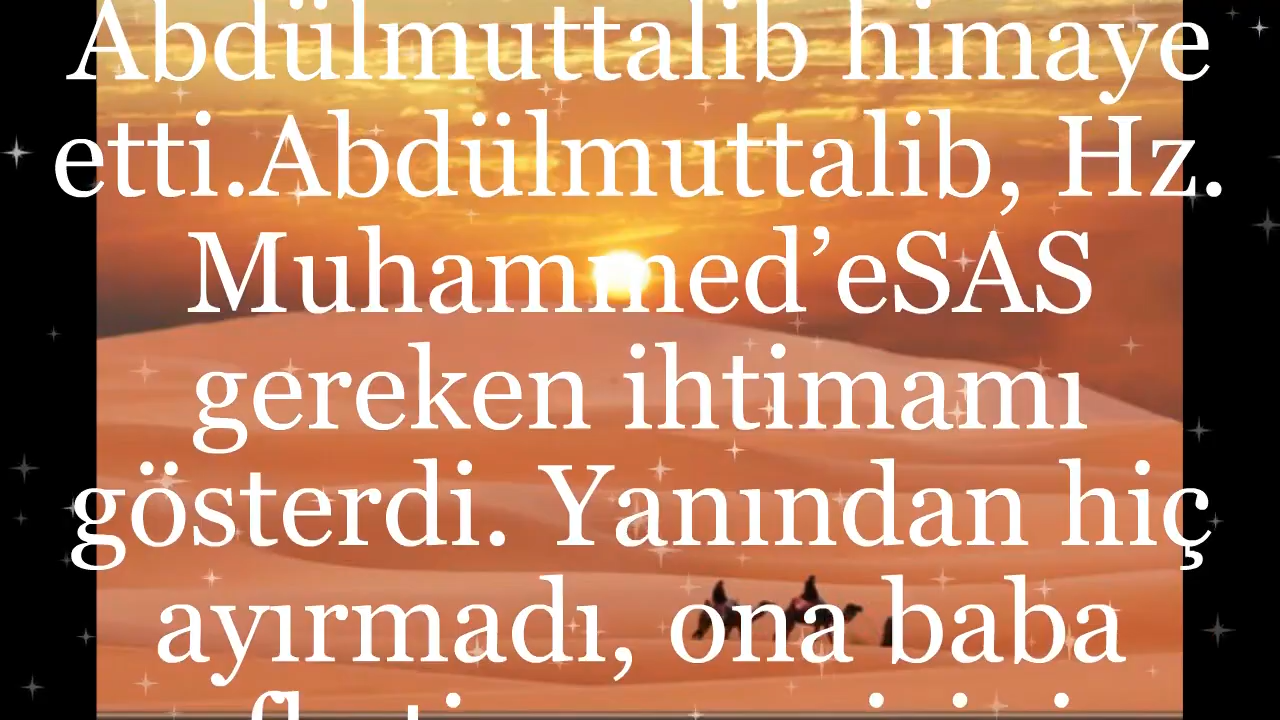 Abdülmuttalib himaye
etti.Abdülmuttalib, Hz.
Muhammed’eSAS
gereken ihtimamı
gösterdi. Yanından hiç
ayırmadı, ona baba